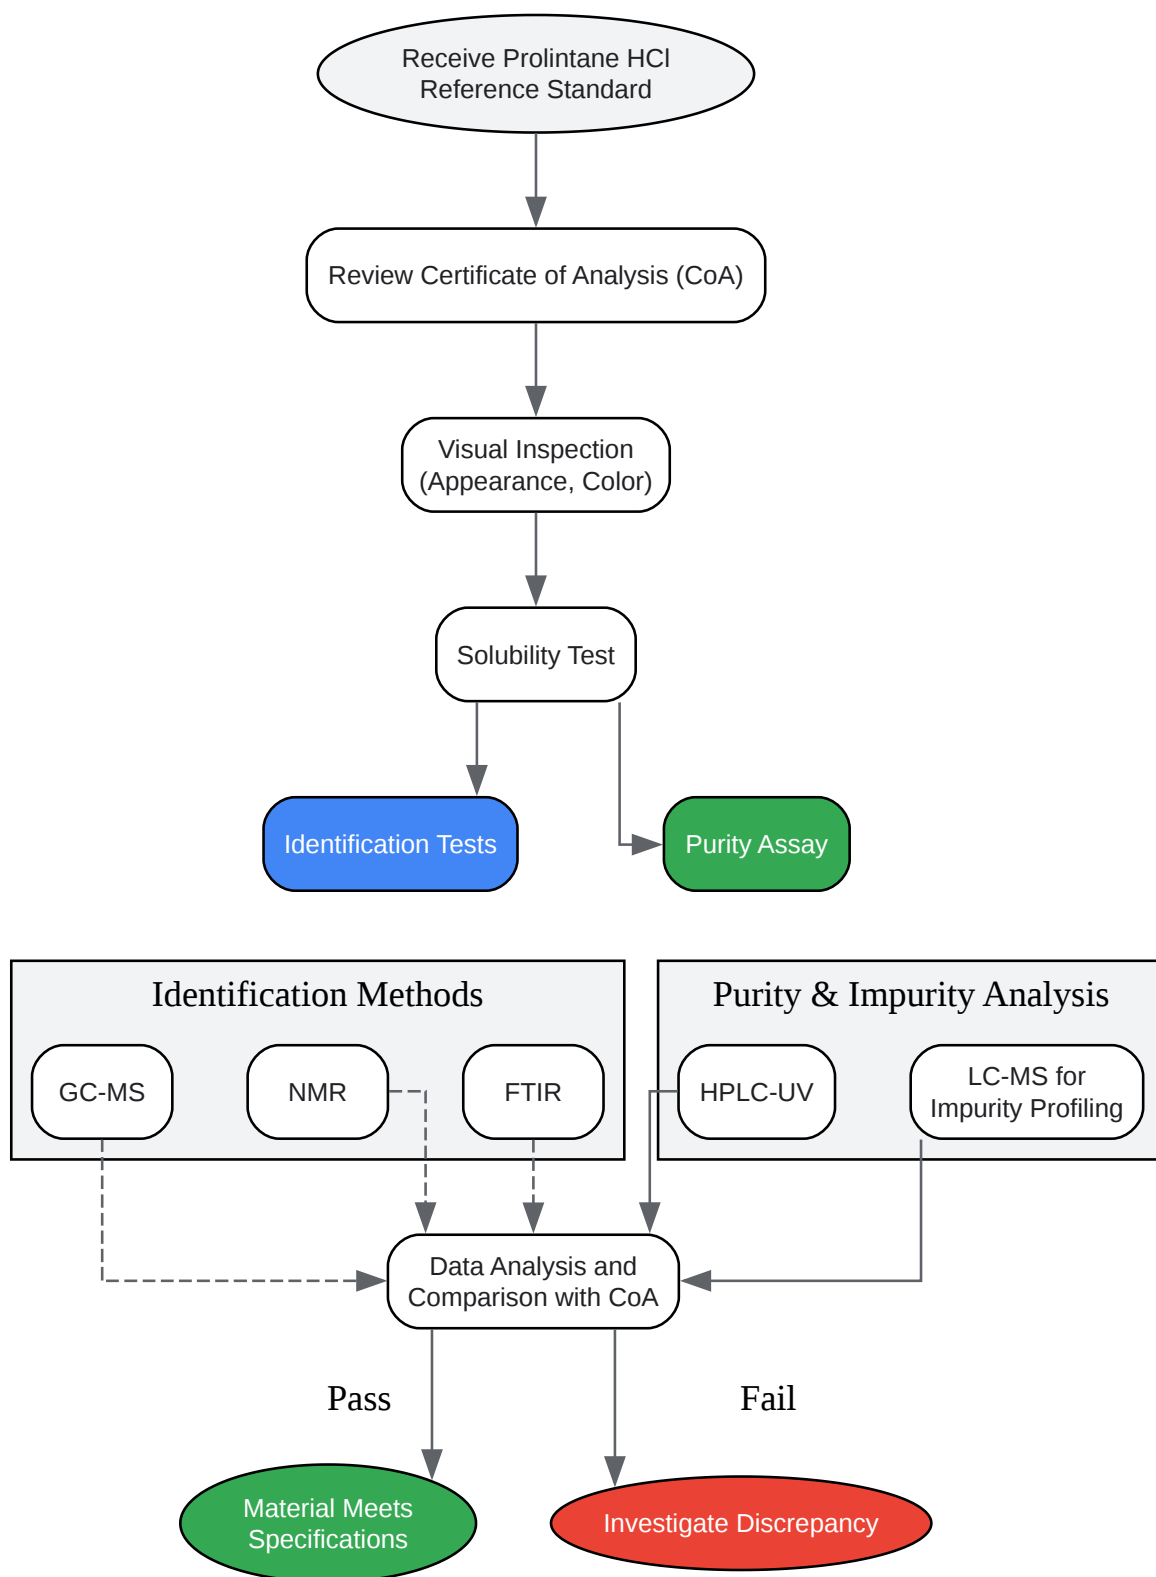 Receive Prolintane HCl
Reference Standard
Review Certificate of Analysis (CoA)
Visual Inspection
(Appearance, Color)
Solubility Test
Identification Tests
Purity Assay
Identification Methods
Purity & Impurity Analysis
GC-MS
NMR
FTIR
HPLC-UV
LC-MS for
Impurity Profiling
Data Analysis and
Comparison with CoA
Pass
Fail
Material Meets
Specifications
Investigate Discrepancy